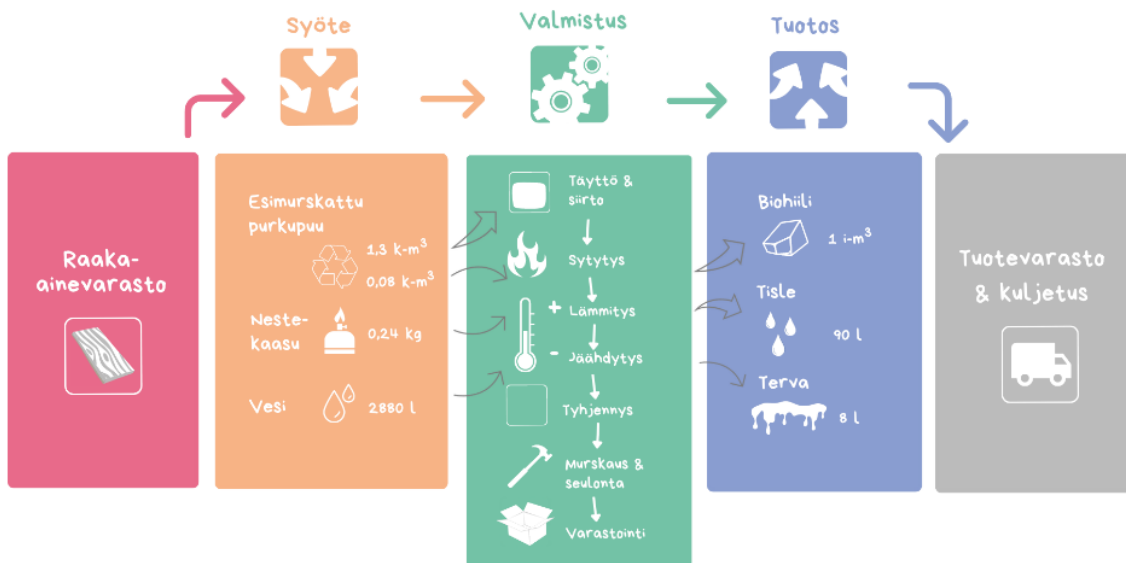 Syöte
Valmistus
Tuotos
Raaka-
ainevarasto
Esimurskattu
purkupuu
1,3 k-m³
0,08 k-m³
Neste-
kaasu
0,24 kg
Vesi
2880 l
Täyttö &
siirto
Sytytys
+ Lämmitys
- Jäähdytys
Tyhjennys
Murskaus &
seulonta
Varastointi
Biohiili
1 i-m³
Tisle
90 l
Terva
8 l
Tuotevarasto
& kuljetus